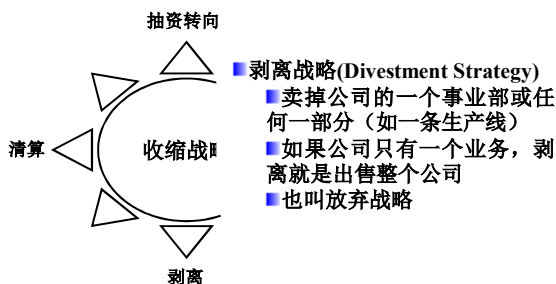 抽资转向
剥离战略(Divestment Strategy)
卖掉公司的一个事业部或任
何一部分（如一条生产线）
如果公司只有一个业务，剥
离就是出售整个公司
也叫放弃战略
清算
收缩战
剥离